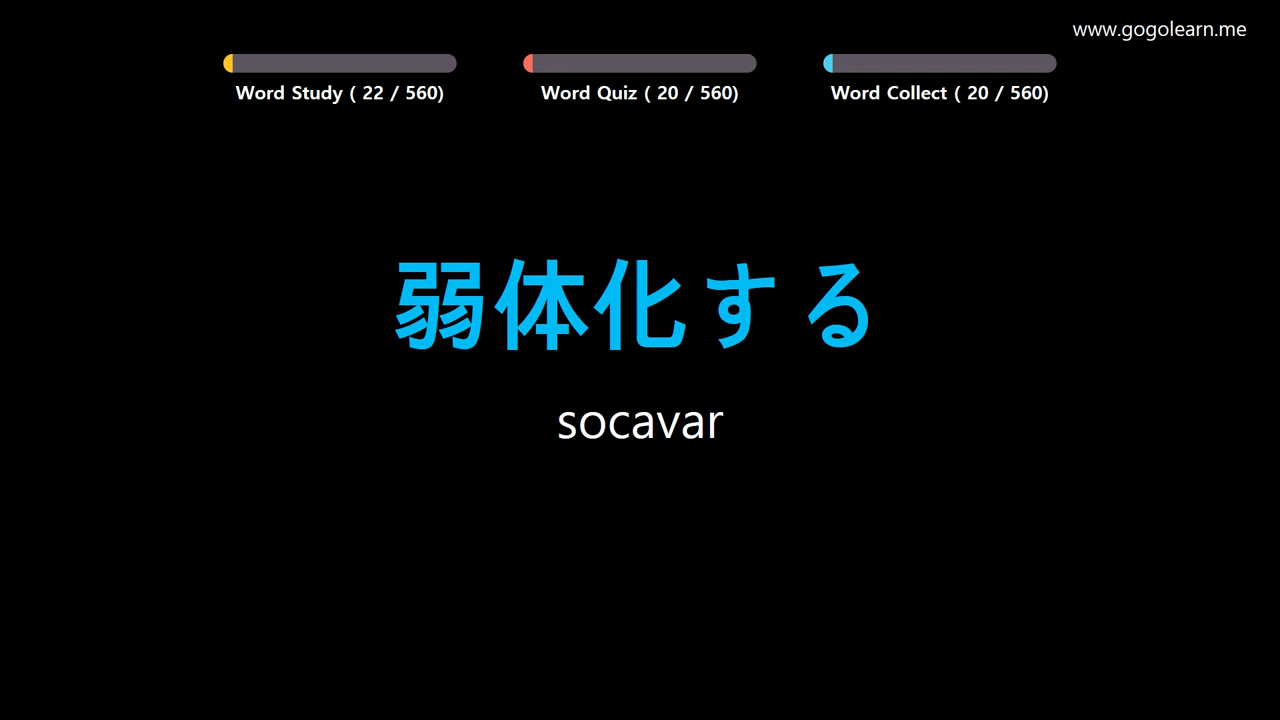 www.gogolearn.me
Word Study ( 22 / 560)
Word Quiz ( 20 / 560)
Word Collect ( 20 / 560)
弱体化する
socavar